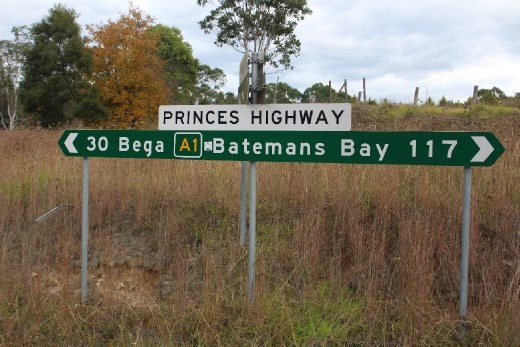 PRINCES HIGHWAY
30 Bega A1 Batemans Bay 117